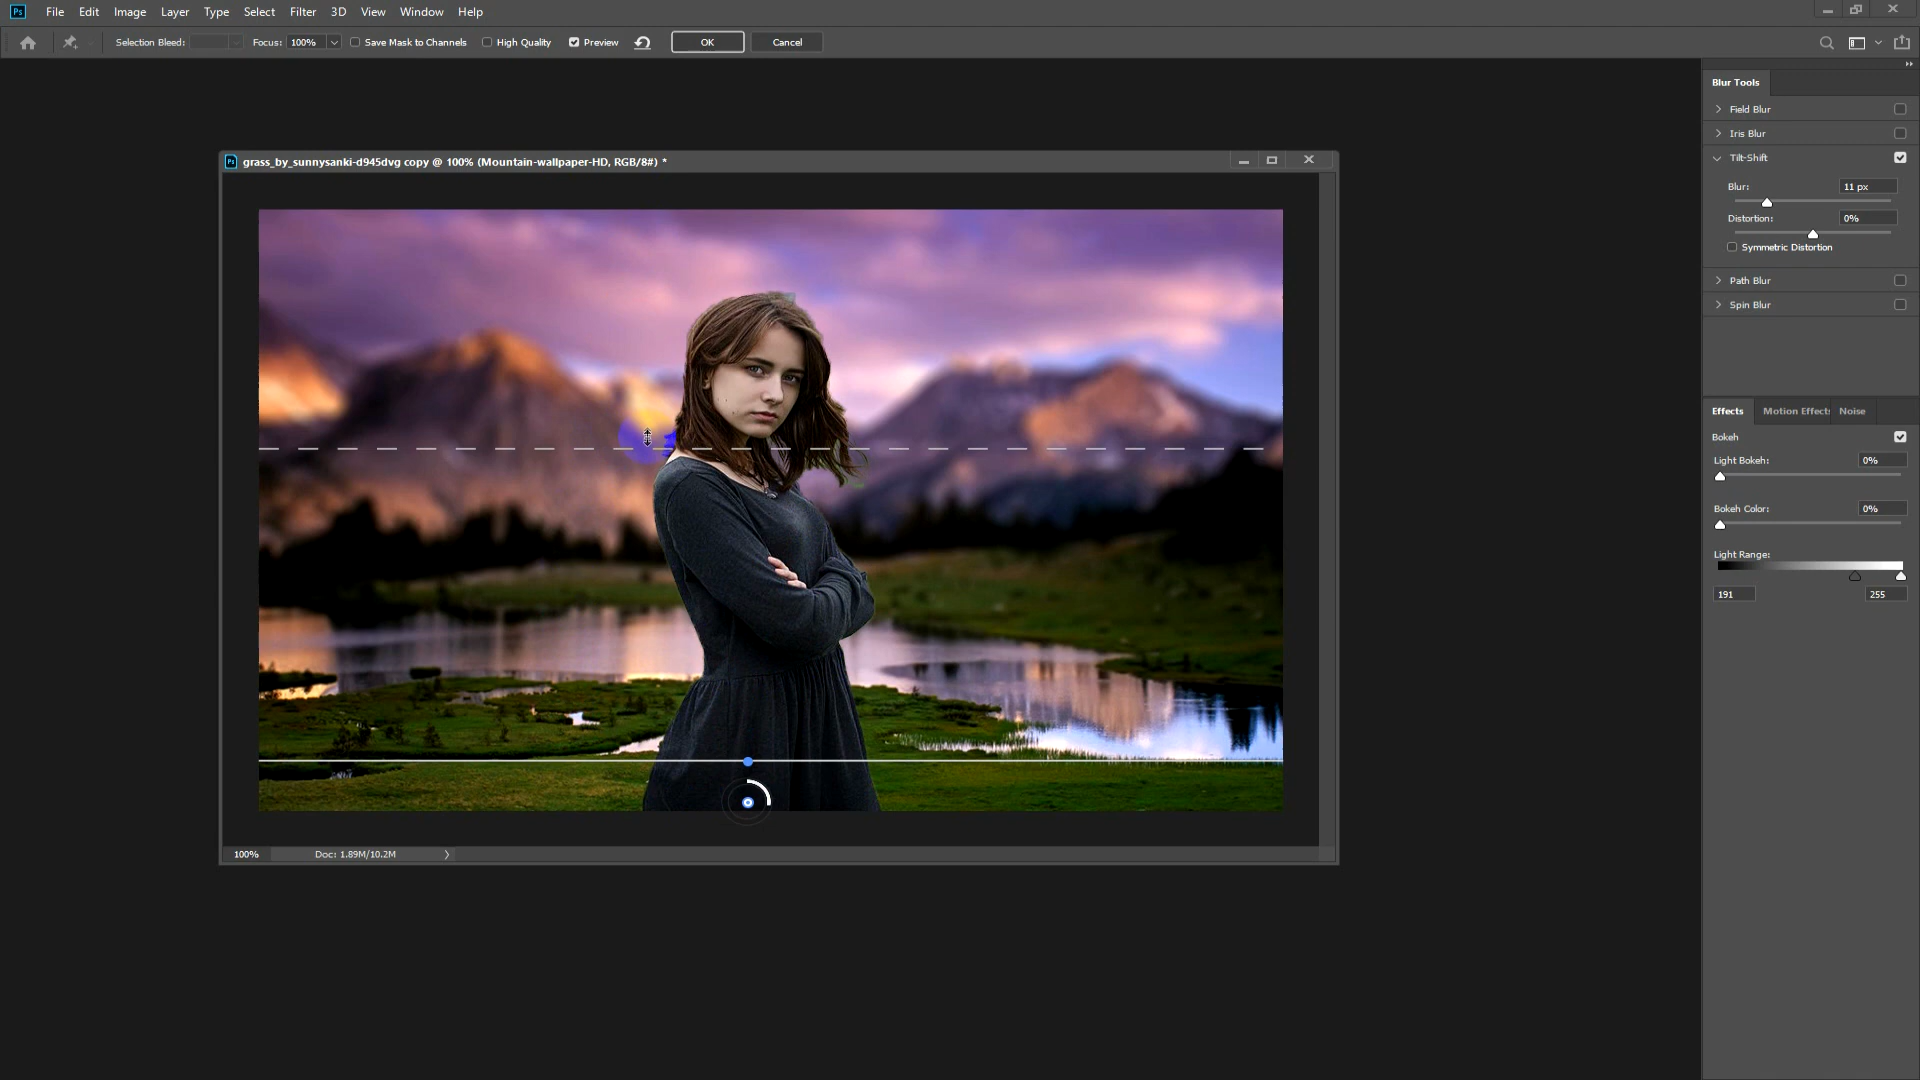 Ps File Edit Image Layer Type Select Filter 3D View Window Help
Selection Bleed: Focus: 100% Save Mask to Channels High Quality Preview OK Cancel
Blur Tools
Field Blur
Iris Blur
Tilt-Shift
Blur: 11 px
Distortion: 0%
Symmetric Distortion
Path Blur
Spin Blur
Ps grass_by_sunnysanki-d945dvg copy @ 100% (Mountain-wallpaper-HD, RGB/8#) *
Effects Motion Effects Noise
Bokeh
Light Bokeh: 0%
Bokeh Color: 0%
Light Range:
191 255
100% Doc: 1.89M/10.2M